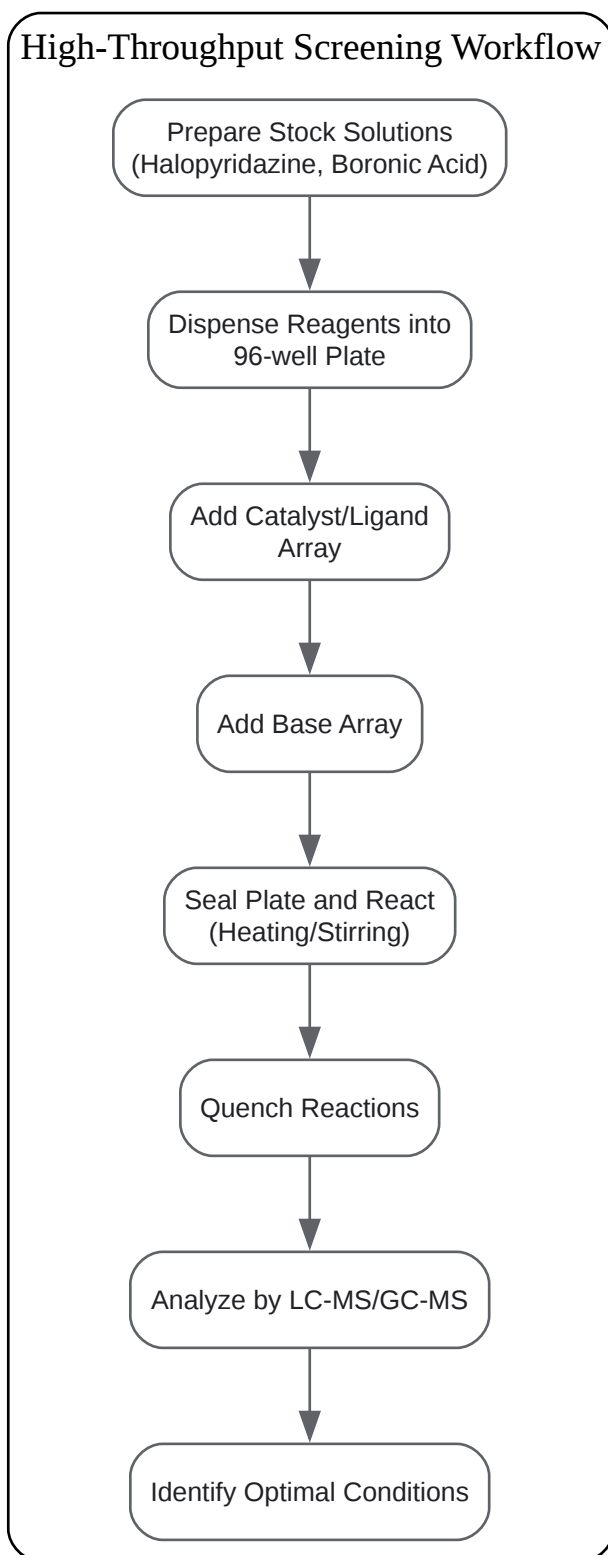 High-Throughput Screening Workflow
Prepare Stock Solutions
(Halopyridazine, Boronic Acid)
Dispense Reagents into
96-well Plate
Add Catalyst/Ligand
Array
Add Base Array
Seal Plate and React
(Heating/Stirring)
Quench Reactions
Analyze by LC-MS/GC-MS
Identify Optimal Conditions